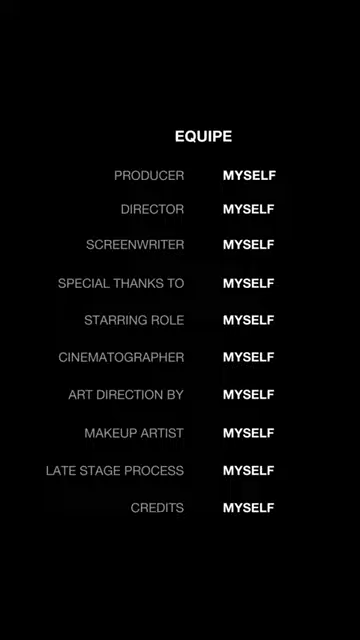 EQUIPE
PRODUCER MYSELF
DIRECTOR MYSELF
SCREENWRITER MYSELF
SPECIAL THANKS TO MYSELF
STARRING ROLE MYSELF
CINEMATOGRAPHER MYSELF
ART DIRECTION BY MYSELF
MAKEUP ARTIST MYSELF
LATE STAGE PROCESS MYSELF
CREDITS MYSELF